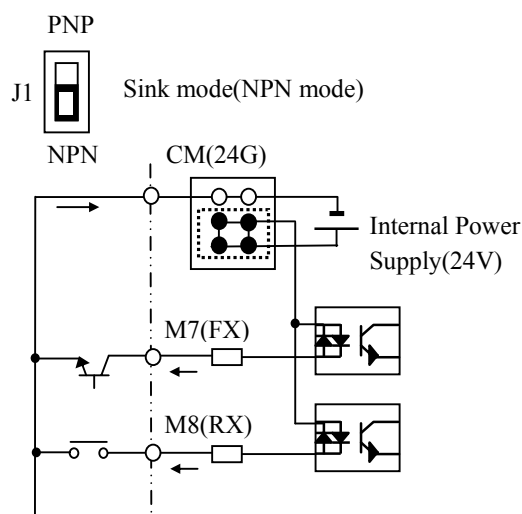 PNP
J1
Sink mode(NPN mode)
NPN
CM(24G)
Internal Power
Supply(24V)
M7(FX)
M8(RX)